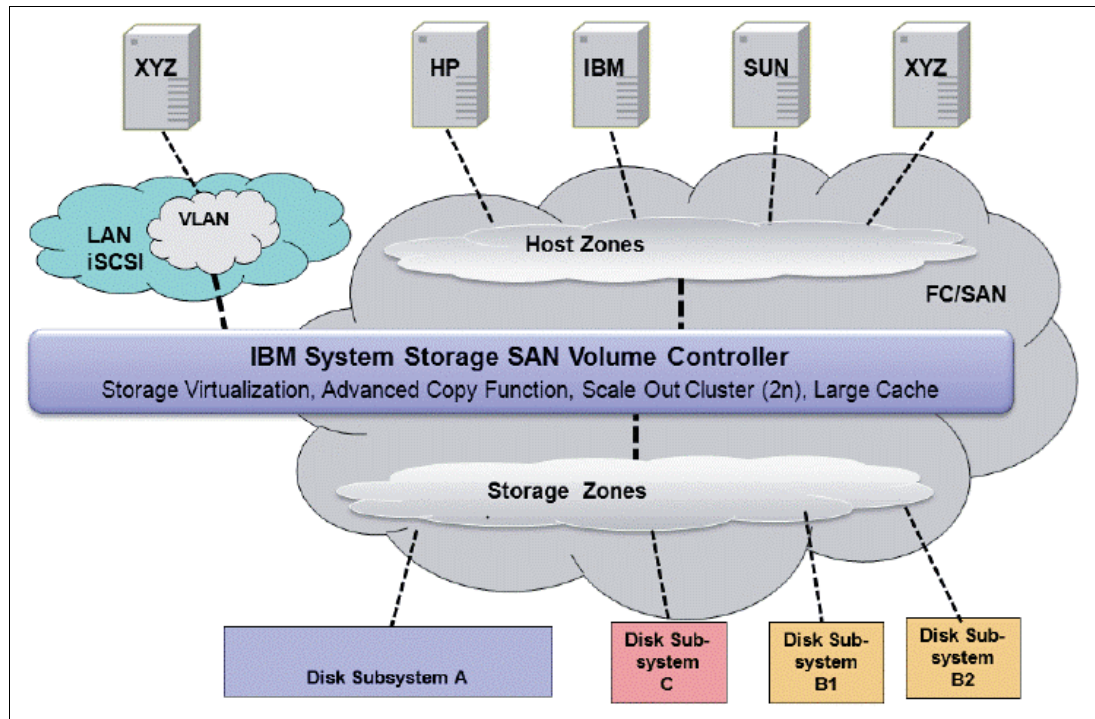 XYZ
HP
IBM
SUN
XYZ
VLAN
LAN
iSCSI
Host Zones
FC/SAN
IBM System Storage SAN Volume Controller
Storage Virtualization, Advanced Copy Function, Scale Out Cluster (2n), Large Cache
Storage Zones
Disk Subsystem A
Disk Sub-
system
C
Disk Sub-
system
B1
Disk Sub-
system
B2